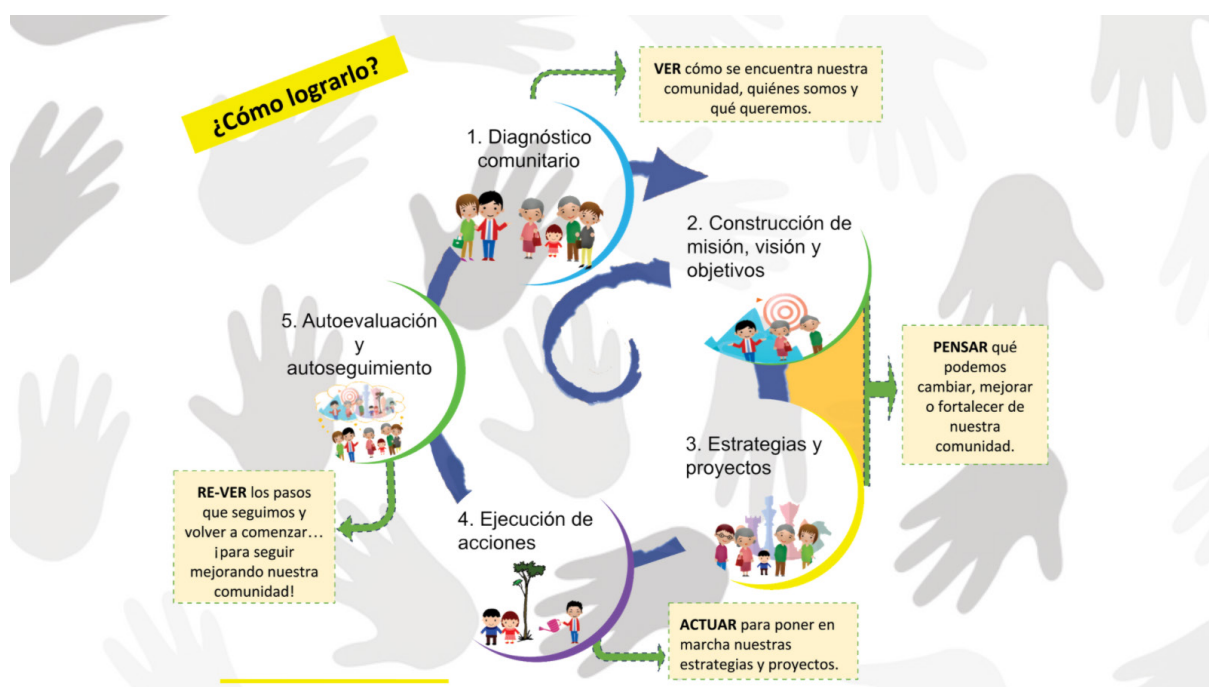 ¿Cómo lograrlo?
1. Diagnóstico
comunitario
VER cómo se encuentra nuestra
comunidad, quiénes somos y
qué queremos.
2. Construcción de
misión, visión y
objetivos
PENSAR qué
podemos
cambiar, mejorar
o fortalecer de
nuestra
comunidad.
3. Estrategias y
proyectos
4. Ejecución de
acciones
ACTUAR para poner en
marcha nuestras
estrategias y proyectos.
5. Autoevaluación
y
autoseguimiento
RE-VER los pasos
que seguimos y
volver a comenzar...
¡para seguir
mejorando nuestra
comunidad!